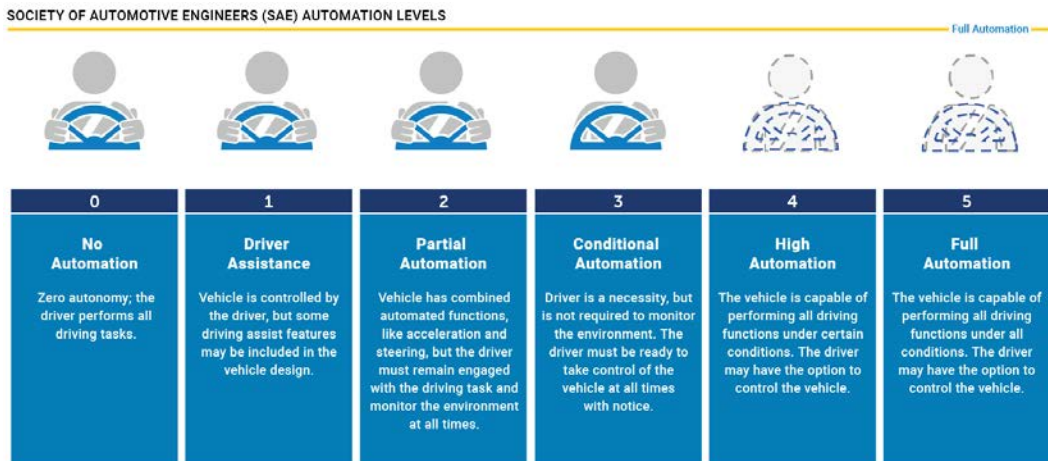 SOCIETY OF AUTOMOTIVE ENGINEERS (SAE) AUTOMATION LEVELS
Full Automation
0
No
Automation
Zero autonomy; the
driver performs all
driving tasks.
1
Driver
Assistance
Vehicle is controlled by
the driver, but some
driving assist features
may be included in the
vehicle design.
2
Partial
Automation
Vehicle has combined
automated functions,
like acceleration and
steering, but the driver
must remain engaged
with the driving task and
monitor the environment
at all times.
3
Conditional
Automation
Driver is a necessity, but
is not required to monitor
the environment. The
driver must be ready to
take control of the
vehicle at all times
with notice.
4
High
Automation
The vehicle is capable of
performing all driving
functions under certain
conditions. The driver
may have the option to
control the vehicle.
5
Full
Automation
The vehicle is capable of
performing all driving
functions under all
conditions. The driver
may have the option to
control the vehicle.